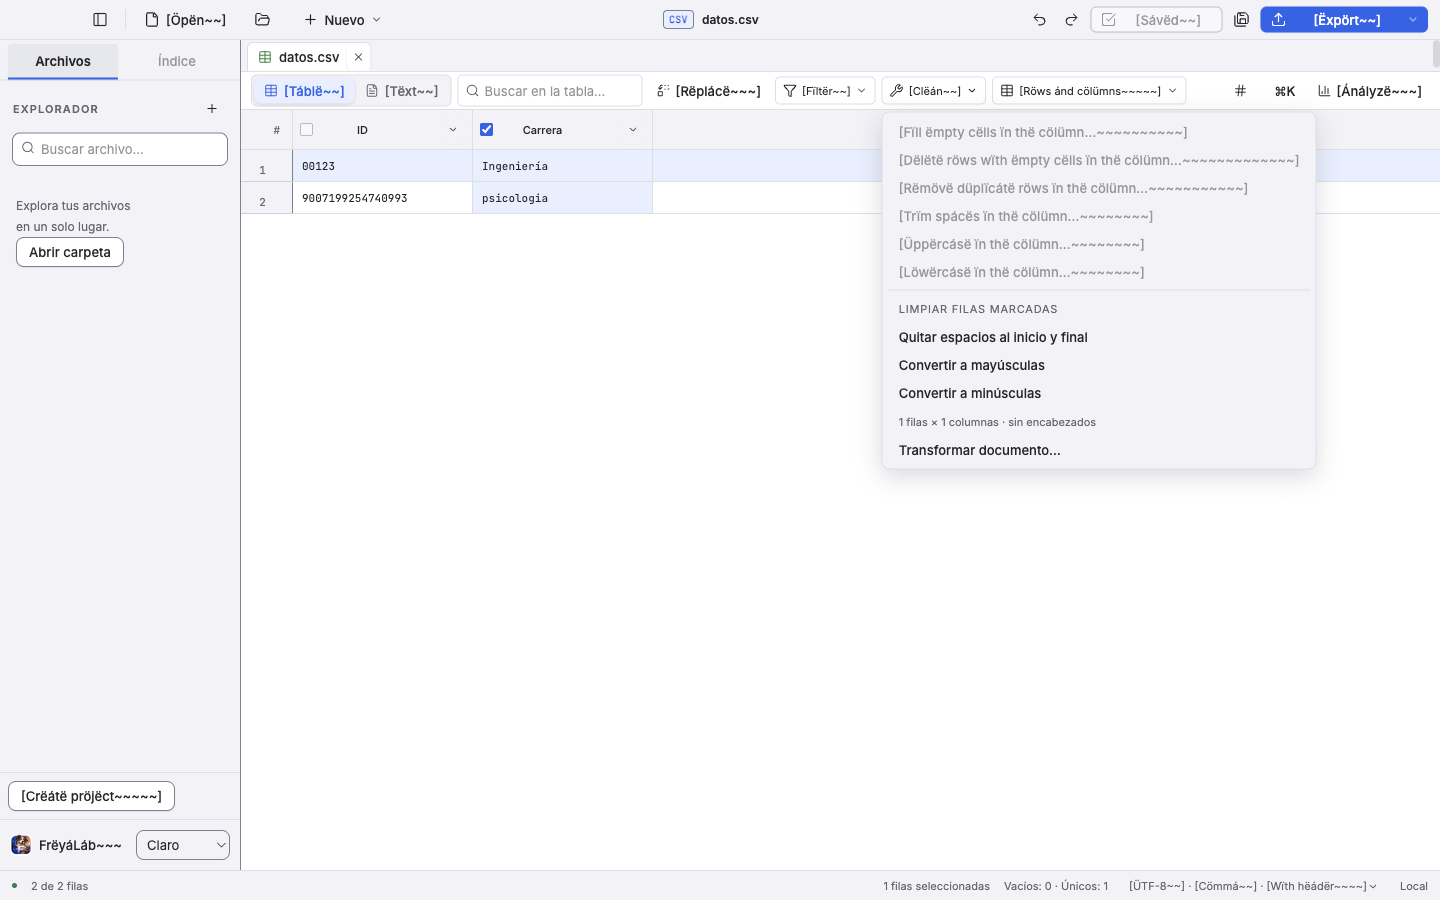 [Öpën~~]
Nuevo
CSV datos.csv
[Sávëd~~]
[Ëxpört~~]
Archivos Índice
datos.csv
EXPLORADOR
[Táblë~~] [Tëxt~~] Buscar en la tabla... [Rëplácë~~~] [Fïltër~~] [Clëán~~] [Röws ánd cölümns~~~~~] # ⌘K [Ánályzë~~~]
Buscar archivo...
# ID Carrera
1 00123 Ingeniería
2 9007199254740993 psicologia
Explora tus archivos
en un solo lugar.
Abrir carpeta
[Fïll ëmpty cëlls ïn thë cölümn...~~~~~~~~~~]
[Dëlëtë röws wïth ëmpty cëlls ïn thë cölümn...~~~~~~~~~~~~~]
[Rëmövë düplïcátë röws ïn thë cölümn...~~~~~~~~~~~]
[Trïm spácës ïn thë cölümn...~~~~~~~~]
[Üppërcásë ïn thë cölümn...~~~~~~~~]
[Löwërcásë ïn thë cölümn...~~~~~~~~]
LIMPIAR FILAS MARCADAS
Quitar espacios al inicio y final
Convertir a mayúsculas
Convertir a minúsculas
1 filas × 1 columnas · sin encabezados
Transformar documento...
[Crëátë pröjëct~~~~~]
FrëyáLáb~~~ Claro
2 de 2 filas
1 filas seleccionadas Vacíos: 0 · Únicos: 1 [ÜTF-8~~] · [Cömmá~~] · [Wïth hëádër~~~~] Local